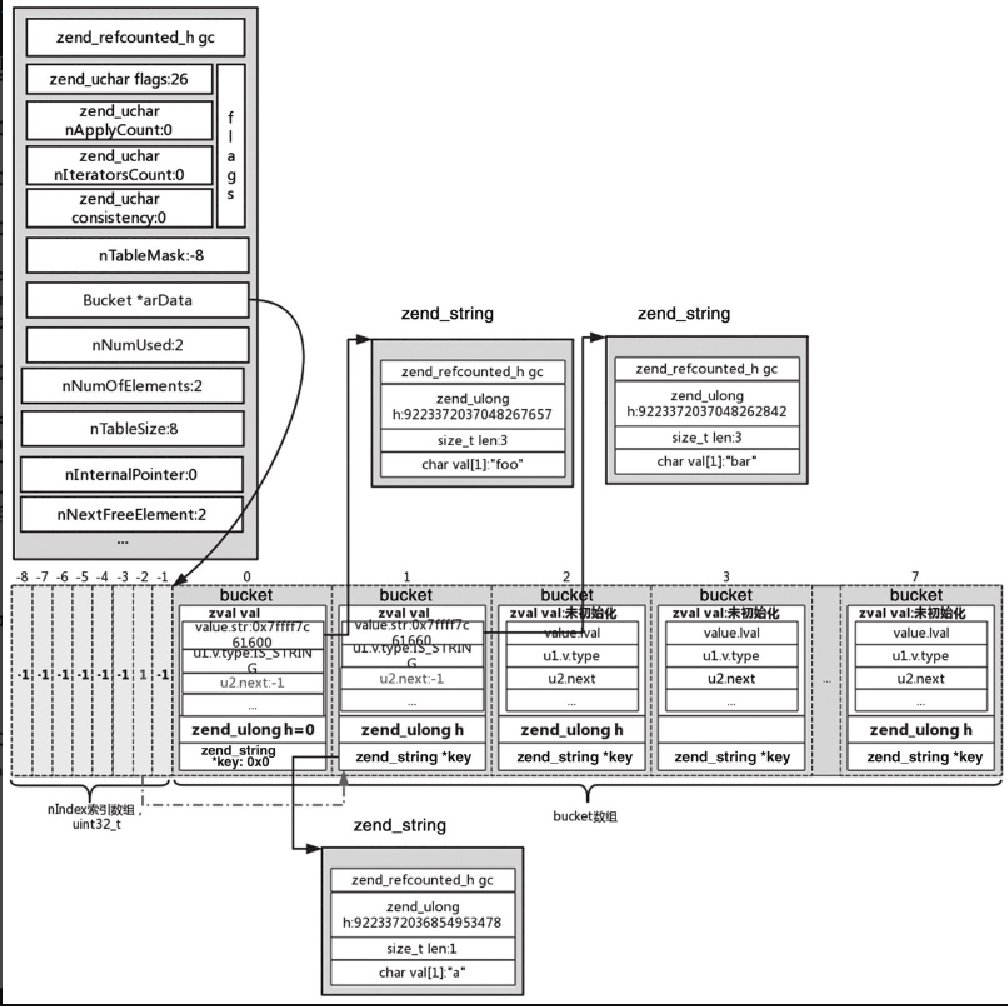 zend_refcounted_h gc
zend_uchar flags:26
zend_uchar
nApplyCount:0
zend_uchar
nIteratorsCount:0
zend_uchar
consistency:0
flags
nTableMask:-8
Bucket *arData
nNumUsed:2
nNumOfElements:2
nTableSize:8
nInternalPointer:0
nNextFreeElement:2
...
zend_string
zend_refcounted_h gc
zend_ulong
h:9223372037048267657
size_t len:3
char val[1]:"foo"
zend_string
zend_refcounted_h gc
zend_ulong
h:9223372037048262842
size_t len:3
char val[1]:"bar"
-8 -7 -6 -5 -4 -3 -2 -1
-1 -1 -1 -1 -1 -1 1 -1
0
bucket
zval val
value.str:0x7ffff7c
61600
u1.v.type:IS_STRIN
G
u2.next:-1
...
zend_ulong h=0
zend_string
*key: 0x0
1
bucket
zval val
value.str:0x7ffff7c
61660
u1.v.type:IS_STRIN
G
u2.next:-1
...
zend_ulong h
zend_string *key
2
bucket
zval val:未初始化
value.lval
u1.v.type
u2.next
...
zend_ulong h
zend_string *key
3
bucket
zval val:未初始化
value.lval
u1.v.type
u2.next
...
zend_string *key
...
7
bucket
zval val:未初始化
value.lval
u1.v.type
u2.next
...
zend_ulong h
zend_string *key
nIndex索引数组，
uint32_t
bucket数组
zend_string
zend_refcounted_h gc
zend_ulong
h:9223372036854953478
size_t len:1
char val[1]:"a"